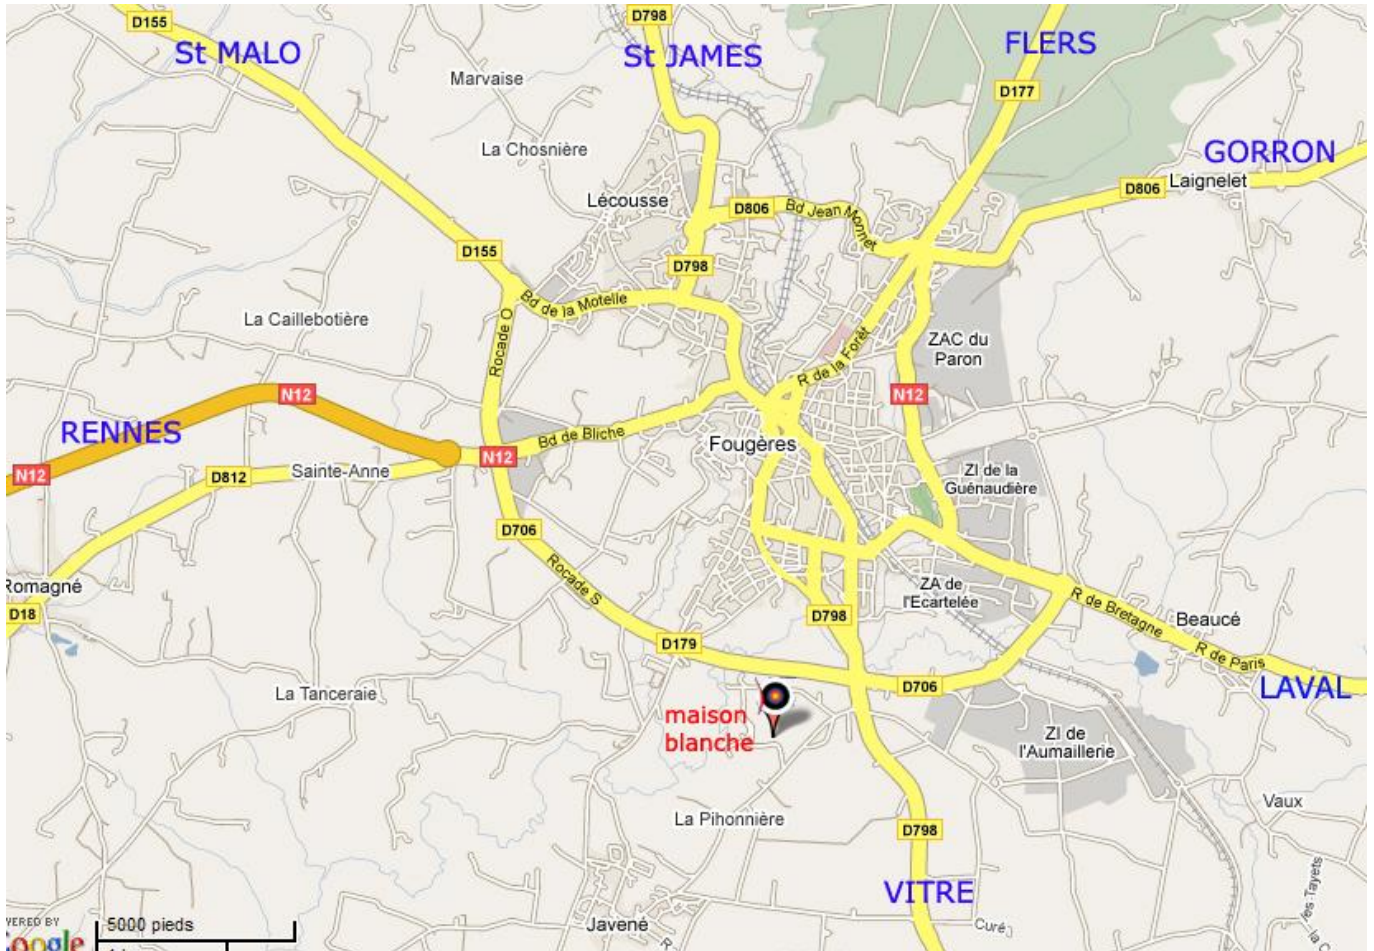 D155
D798
St MALO
St JAMES
FLERS
Marvaise
D177
La Chosnière
GORRON
Laignelet
D806
Lécousse
D806
Bd Jean Monnet
D155
D798
Bd de la Motelle
La Caillebotière
Rocade O
R de la Forêt
ZAC du
Paron
N12
N12
RENNES
Bd de Bliche
Fougères
N12
N12
Sainte-Anne
D812
ZI de la
Guénaudière
D706
Rocade S
Romagné
D18
ZA de
l'Ecartelée
R de Bretagne
Beaucé
D798
D179
R de Paris
La Tanceraie
D706
LAVAL
maison
blanche
ZI de
l'Aumaillerie
La Pihonnière
Vaux
D798
VITRE
les Tayets
Javené
Curé
5000 pieds